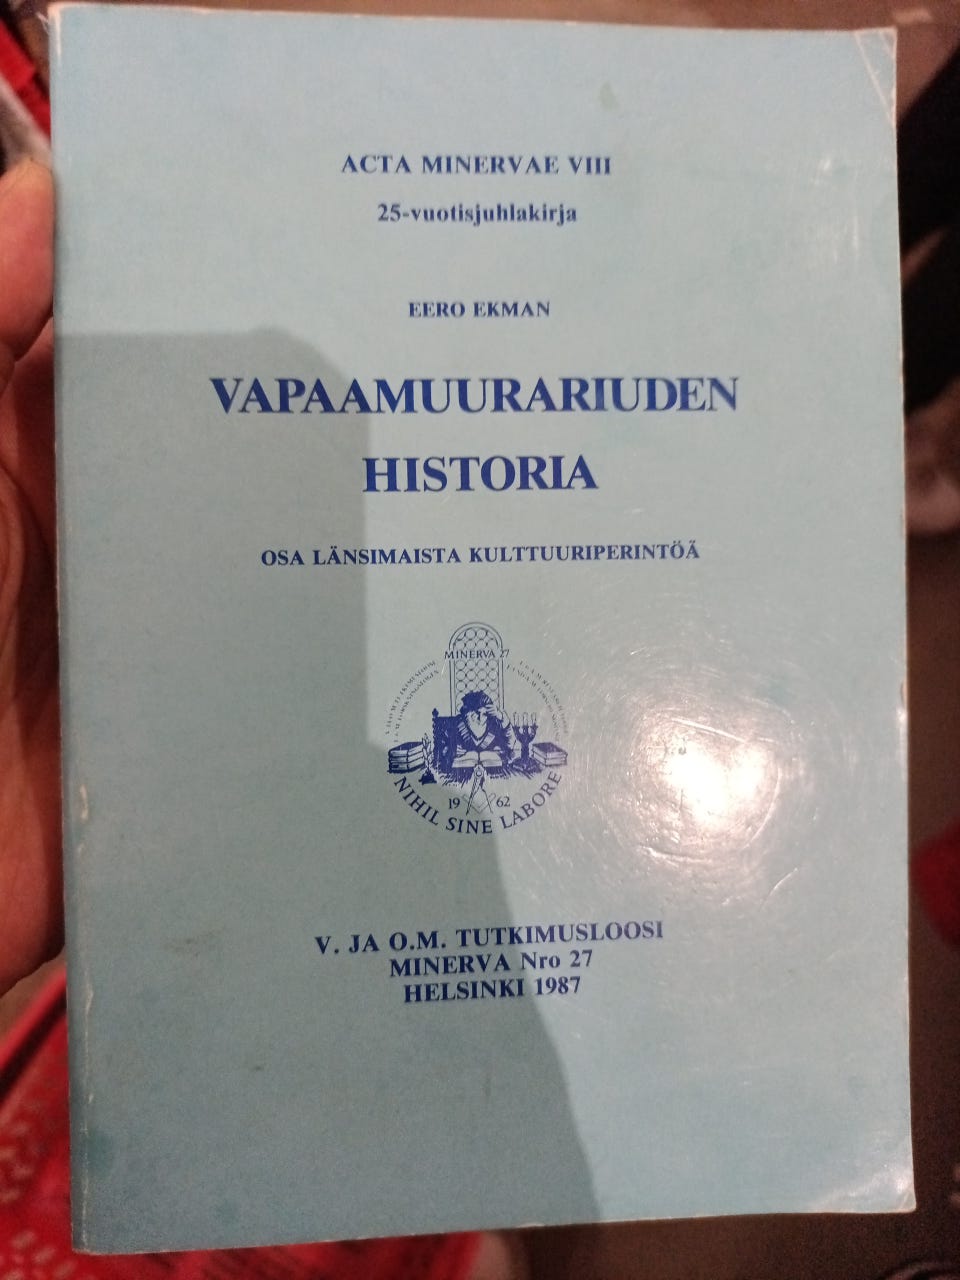 ACTA MINERVAE VIII
25-vuotisjuhlakirja
EERO EKMAN
VAPAAMUURARIUDEN
HISTORIA
OSA LÄNSIMAISTA KULTTUURIPERINTÖÄ
MINERVA 27
19 62
NIHIL SINE LABORE
V. JA O.M. TUTKIMUSLOOSI
MINERVA Nro 27
HELSINKI 1987